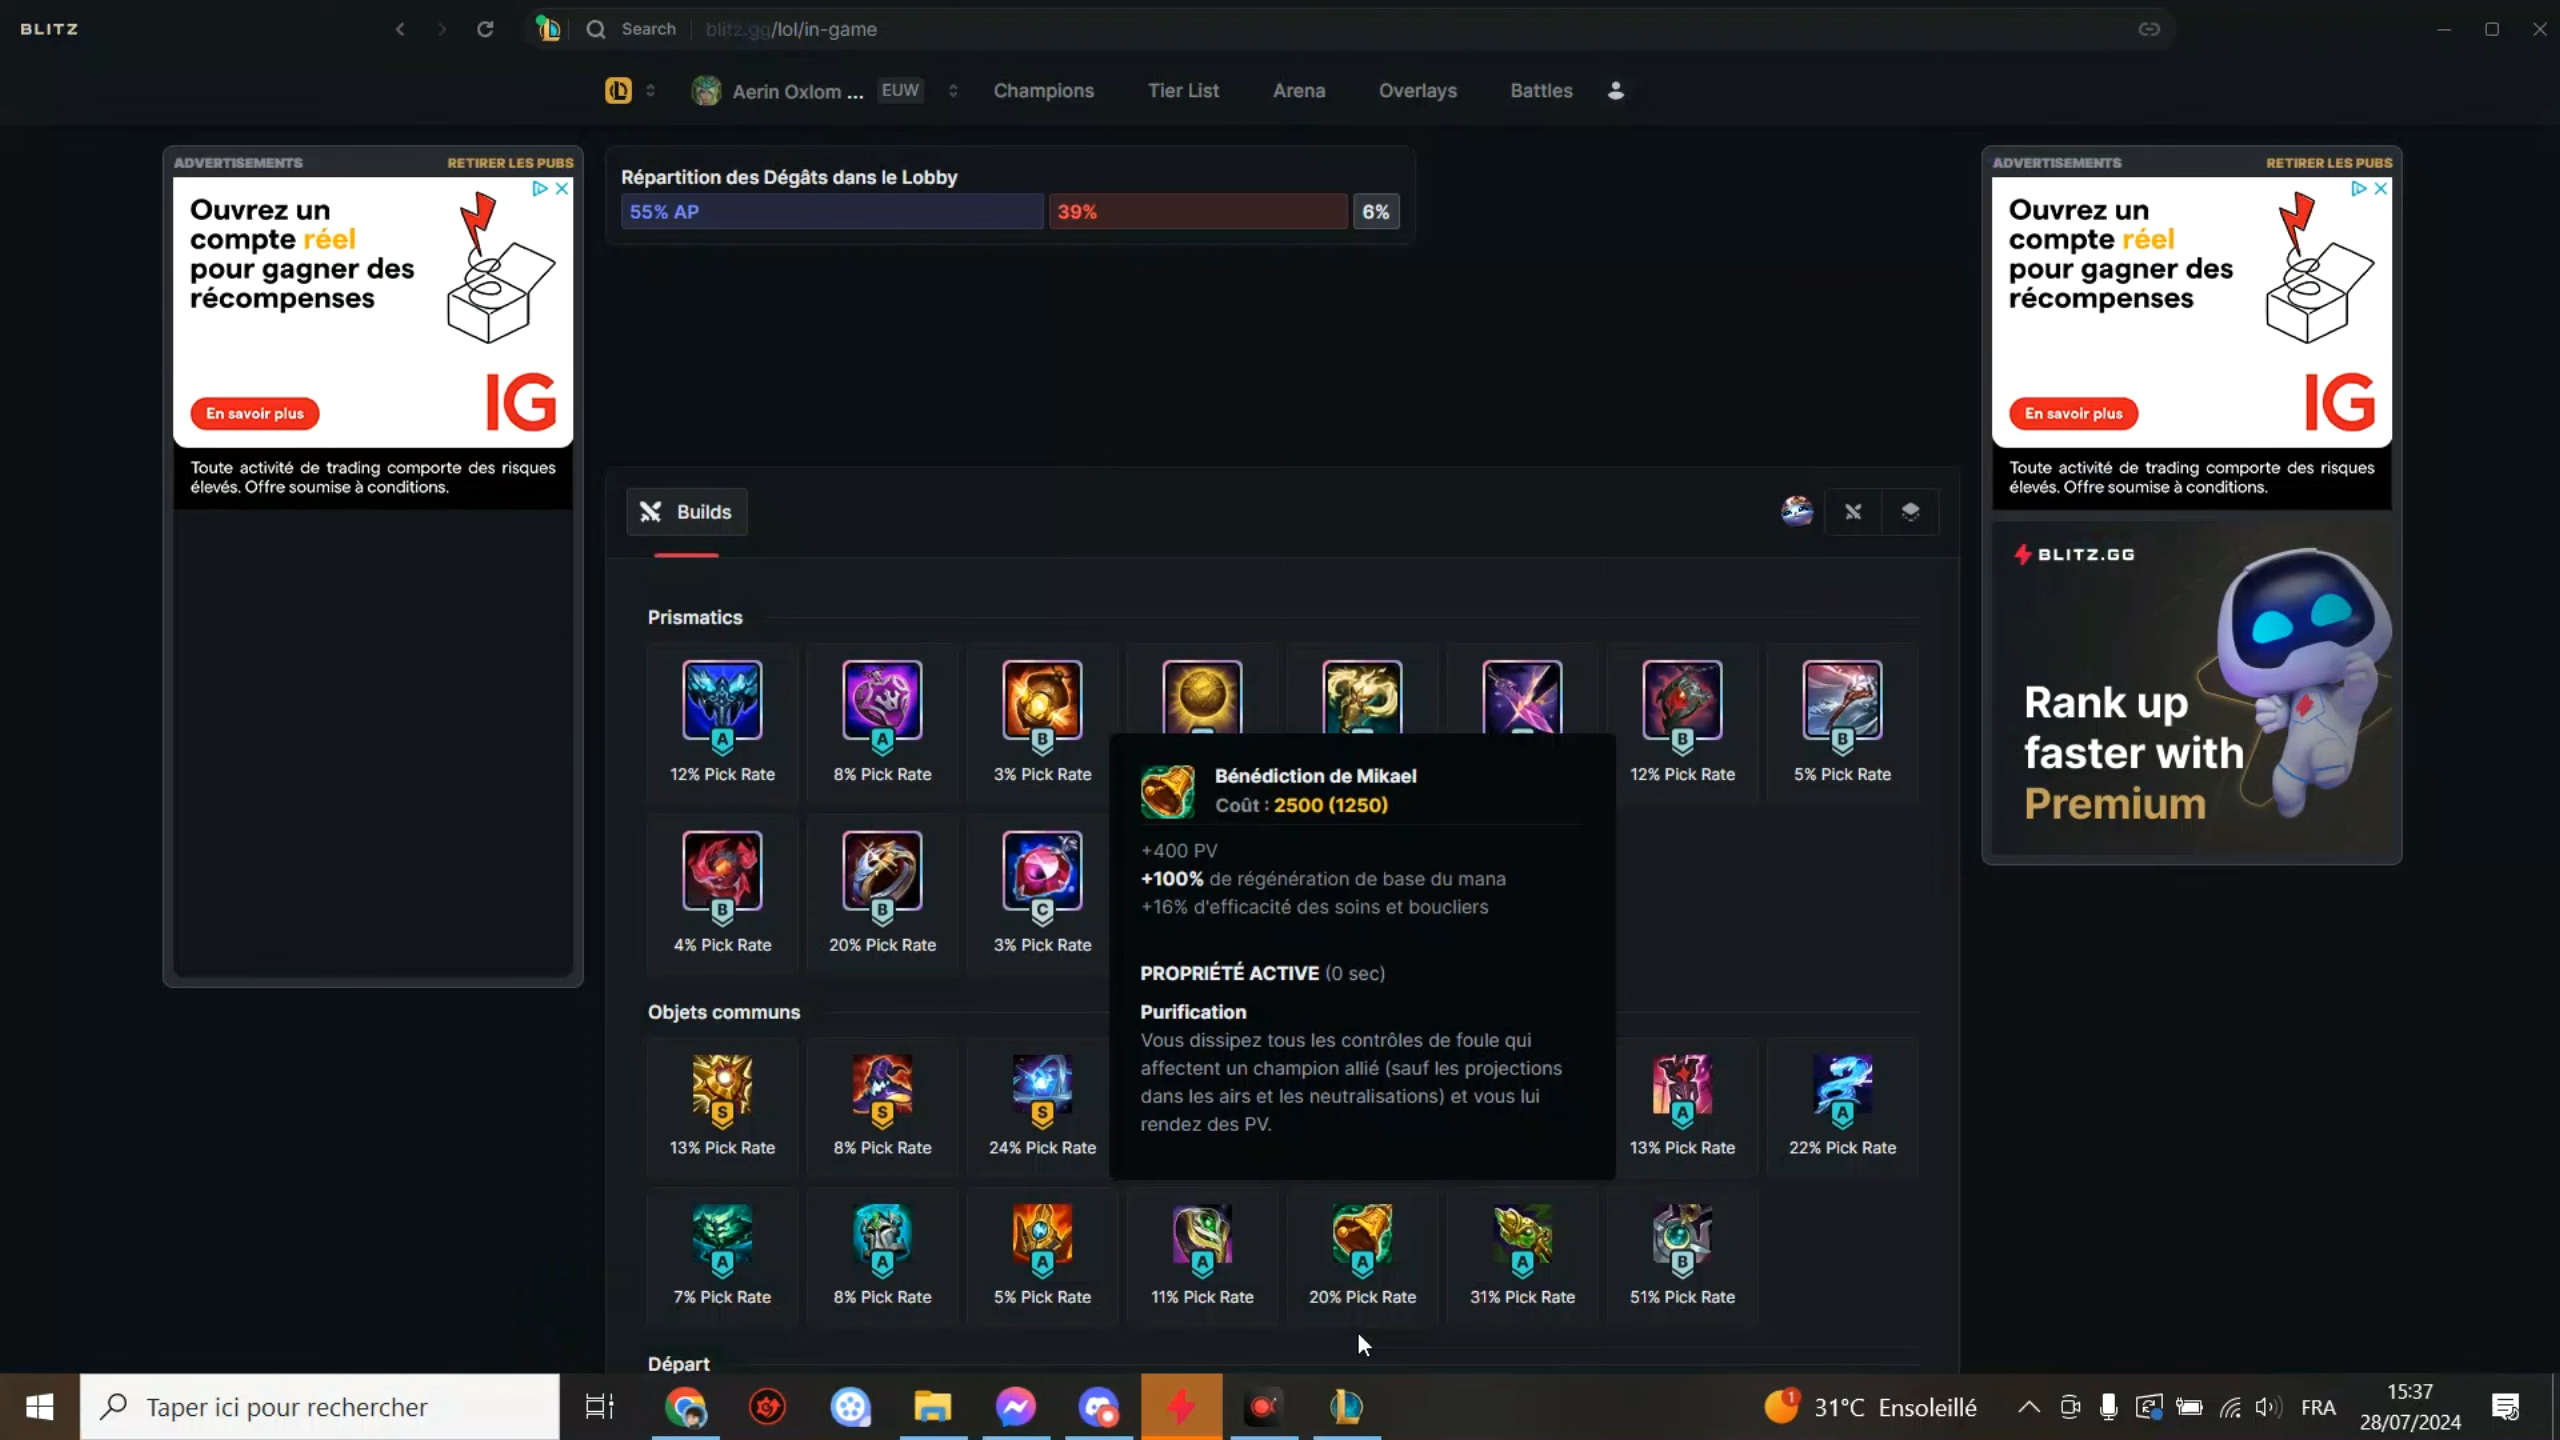 BLITZ
Search
blitz.gg/lol/in-game
Aerin Oxlom ...
EUW
Champions
Tier List
Arena
Overlays
Battles
ADVERTISEMENTS
RETIRER LES PUBS
Ouvrez un
compte réel
pour gagner des
récompenses
En savoir plus
IG
Toute activité de trading comporte des risques
élevés. Offre soumise à conditions.
Répartition des Dégâts dans le Lobby
55% AP
39%
6%
ADVERTISEMENTS
RETIRER LES PUBS
Ouvrez un
compte réel
pour gagner des
récompenses
En savoir plus
IG
Toute activité de trading comporte des risques
élevés. Offre soumise à conditions.
BLITZ.GG
Rank up
faster with
Premium
Builds
Prismatics
A
A
B
B
B
12% Pick Rate
8% Pick Rate
3% Pick Rate
12% Pick Rate
5% Pick Rate
B
B
C
4% Pick Rate
20% Pick Rate
3% Pick Rate
Bénédiction de Mikael
Coût : 2500 (1250)
+400 PV
+100% de régénération de base du mana
+16% d'efficacité des soins et boucliers
PROPRIÉTÉ ACTIVE (0 sec)
Purification
Vous dissipez tous les contrôles de foule qui
affectent un champion allié (sauf les projections
dans les airs et les neutralisations) et vous lui
rendez des PV.
Objets communs
S
S
S
A
A
13% Pick Rate
8% Pick Rate
24% Pick Rate
13% Pick Rate
22% Pick Rate
A
A
A
A
A
A
B
7% Pick Rate
8% Pick Rate
5% Pick Rate
11% Pick Rate
20% Pick Rate
31% Pick Rate
51% Pick Rate
Départ
Taper ici pour rechercher
1
31°C Ensoleillé
FRA
15:37
28/07/2024